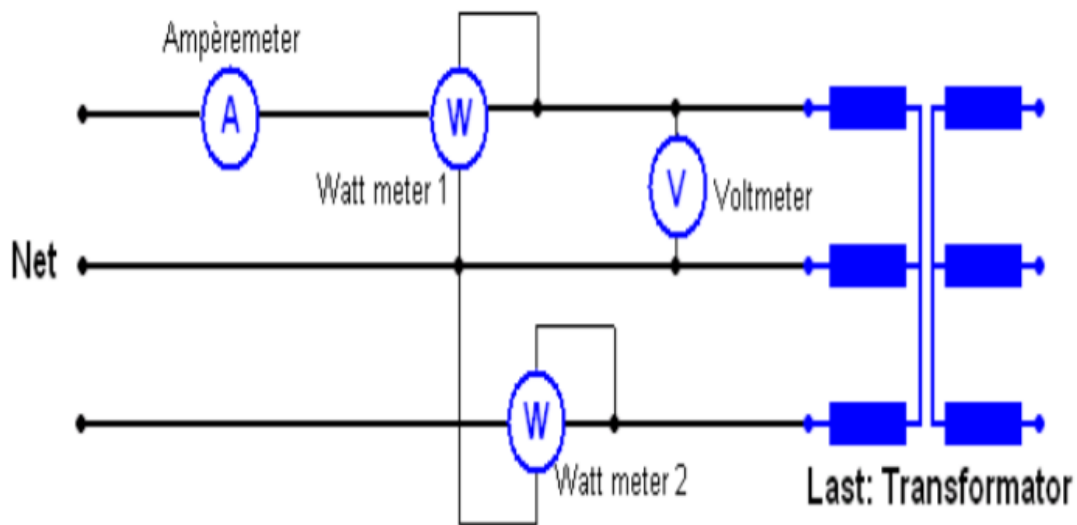 Ampèremeter
A
W
Watt meter 1
V
Voltmeter
Net
W
Watt meter 2
Last: Transformator